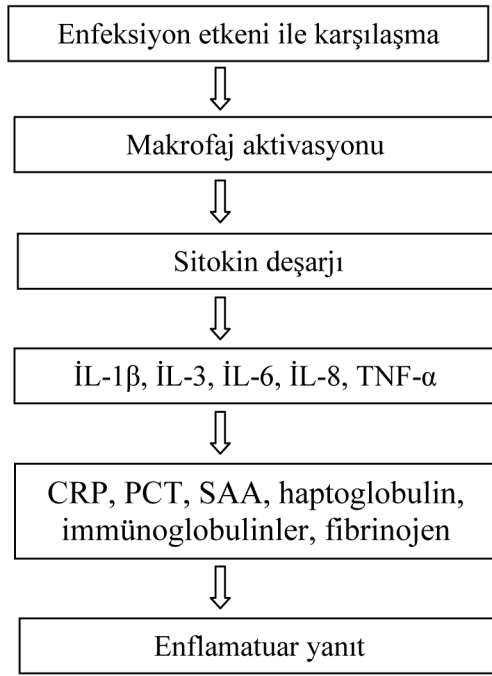 Enfeksiyon etkeni ile karşılaşma
Makrofaj aktivasyonu
Sitokin deşarjı
İL-1β, İL-3, İL-6, İL-8, TNF-α
CRP, PCT, SAA, haptoglobulin,
immünoglobulinler, fibrinojen
Enflamatuar yanıt